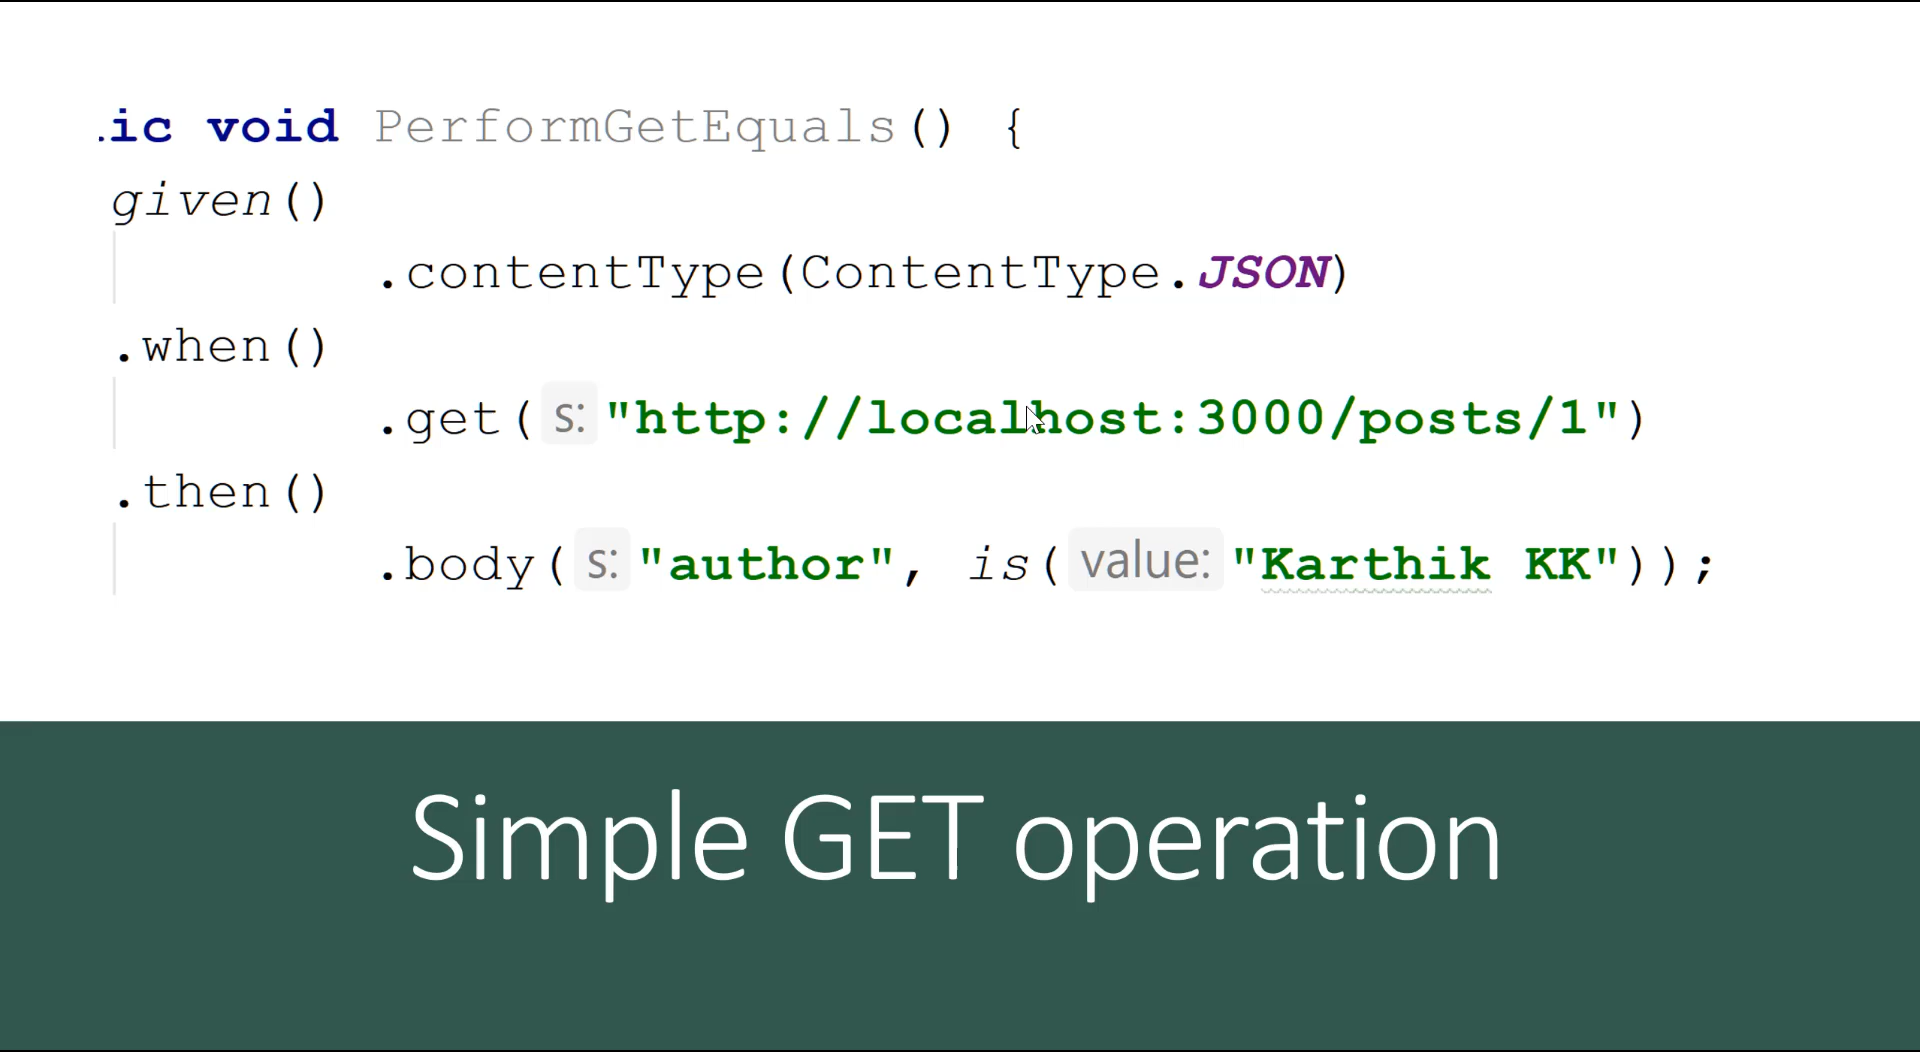 ic void PerformGetEquals() {
given()
.contentType(ContentType.JSON)
.when()
.get( s: "http://localhost:3000/posts/1")
.then()
.body( s: "author", is( value: "Karthik KK"));
Simple GET operation